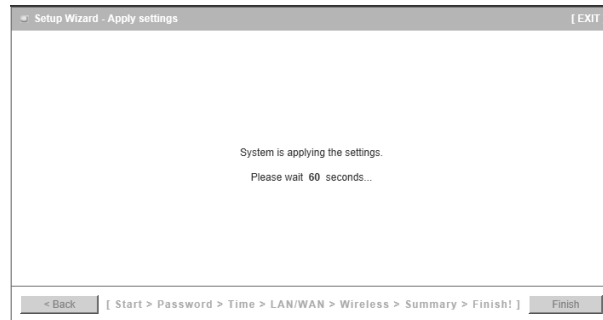 Setup Wizard - Apply settings [ EXIT
System is applying the settings.
Please wait 60 seconds...
< Back [ Start > Password > Time > LAN/WAN > Wireless > Summary > Finish! ] Finish